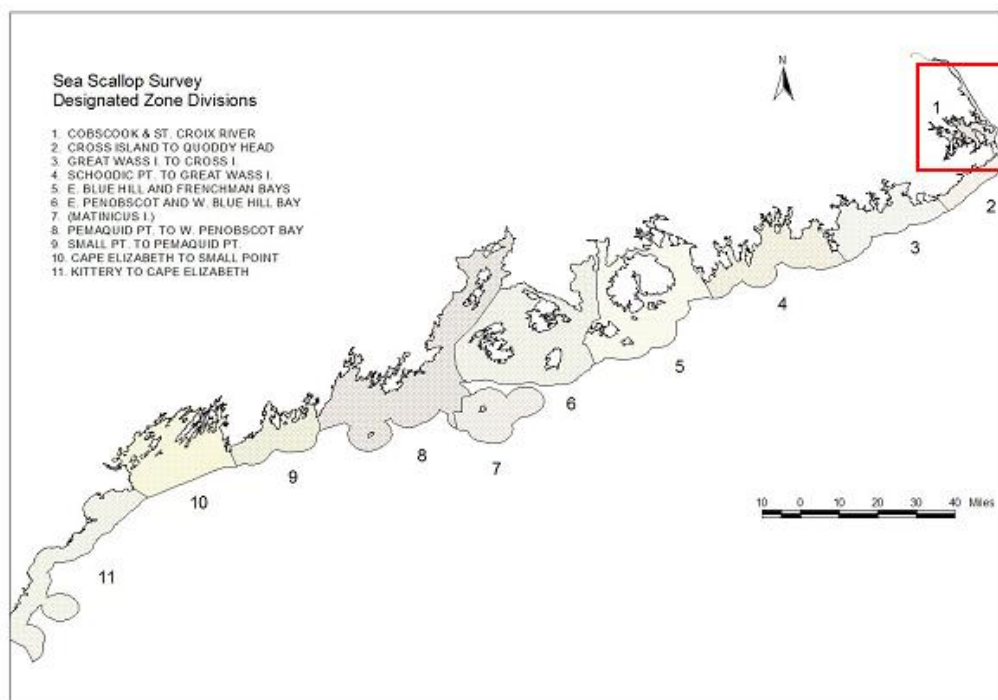 Sea Scallop Survey
Designated Zone Divisions
1. COBSCOOK & ST. CROIX RIVER
2. CROSS ISLAND TO QUODDY HEAD
3. GREAT WASS I. TO CROSS I.
4. SCHOODIC PT. TO GREAT WASS I.
5. E. BLUE HILL AND FRENCHMAN BAYS
6. E. PENOBSCOT AND W. BLUE HILL BAY
7. (MATINICUS I.)
8. PEMAQUID PT. TO W. PENOBSCOT BAY
9. SMALL PT. TO PEMAQUID PT.
10. CAPE ELIZABETH TO SMALL POINT
11. KITTERY TO CAPE ELIZABETH
N
1
2
3
4
5
6
7
8
9
10
11
10 0 10 20 30 40 Miles